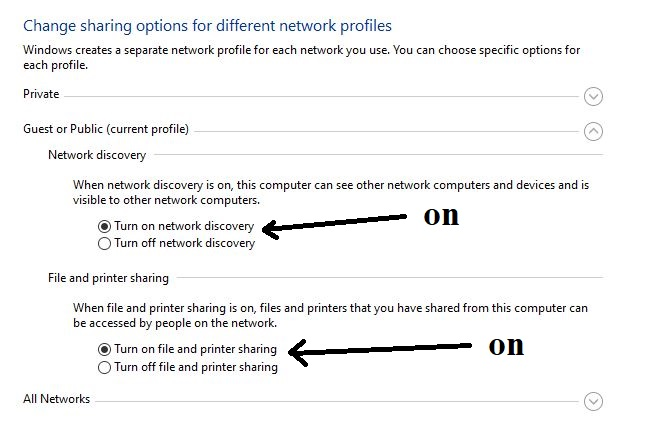 Change sharing options for different network profiles
Windows creates a separate network profile for each network you use. You can choose specific options for
each profile.
Private
Guest or Public (current profile)
Network discovery
When network discovery is on, this computer can see other network computers and devices and is
visible to other network computers.
Turn on network discovery
on
Turn off network discovery
File and printer sharing
When file and printer sharing is on, files and printers that you have shared from this computer can
be accessed by people on the network.
Turn on file and printer sharing
on
Turn off file and printer sharing
All Networks